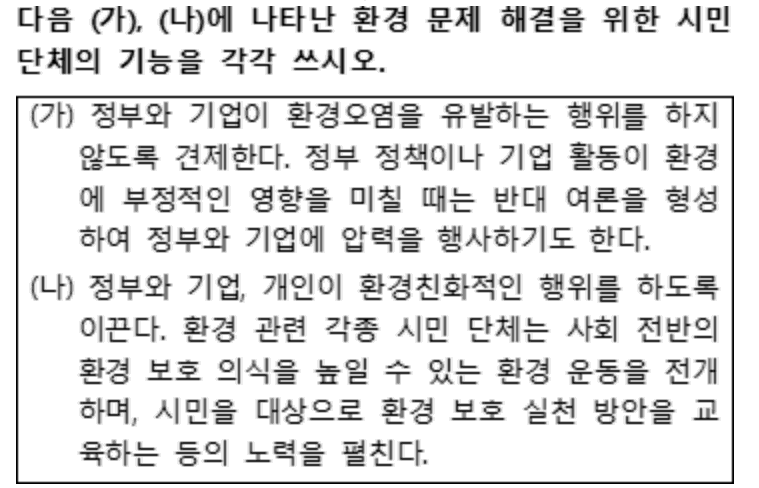 다음 (가), (나)에 나타난 환경 문제 해결을 위한 시민
단체의 기능을 각각 쓰시오.
(가) 정부와 기업이 환경오염을 유발하는 행위를 하지
않도록 견제한다. 정부 정책이나 기업 활동이 환경
에 부정적인 영향을 미칠 때는 반대 여론을 형성
하여 정부와 기업에 압력을 행사하기도 한다.
(나) 정부와 기업, 개인이 환경친화적인 행위를 하도록
이끈다. 환경 관련 각종 시민 단체는 사회 전반의
환경 보호 의식을 높일 수 있는 환경 운동을 전개
하며, 시민을 대상으로 환경 보호 실천 방안을 교
육하는 등의 노력을 펼친다.